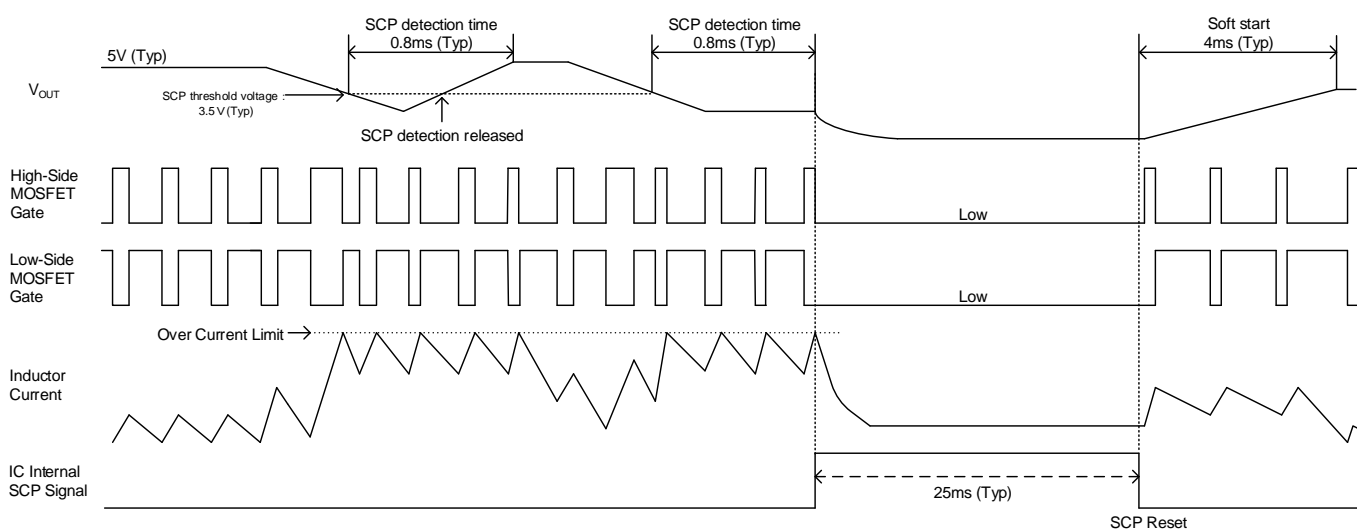 SCP detection time
0.8ms (Typ)
SCP detection time
0.8ms (Typ)
Soft start
4ms (Typ)
5V (Typ)
VOUT
SCP threshold voltage :
3.5 V (Typ)
SCP detection released
High-Side
MOSFET
Gate
Low
Low-Side
MOSFET
Gate
Low
Over Current Limit
Inductor
Current
IC Internal
SCP Signal
25ms (Typ)
SCP Reset